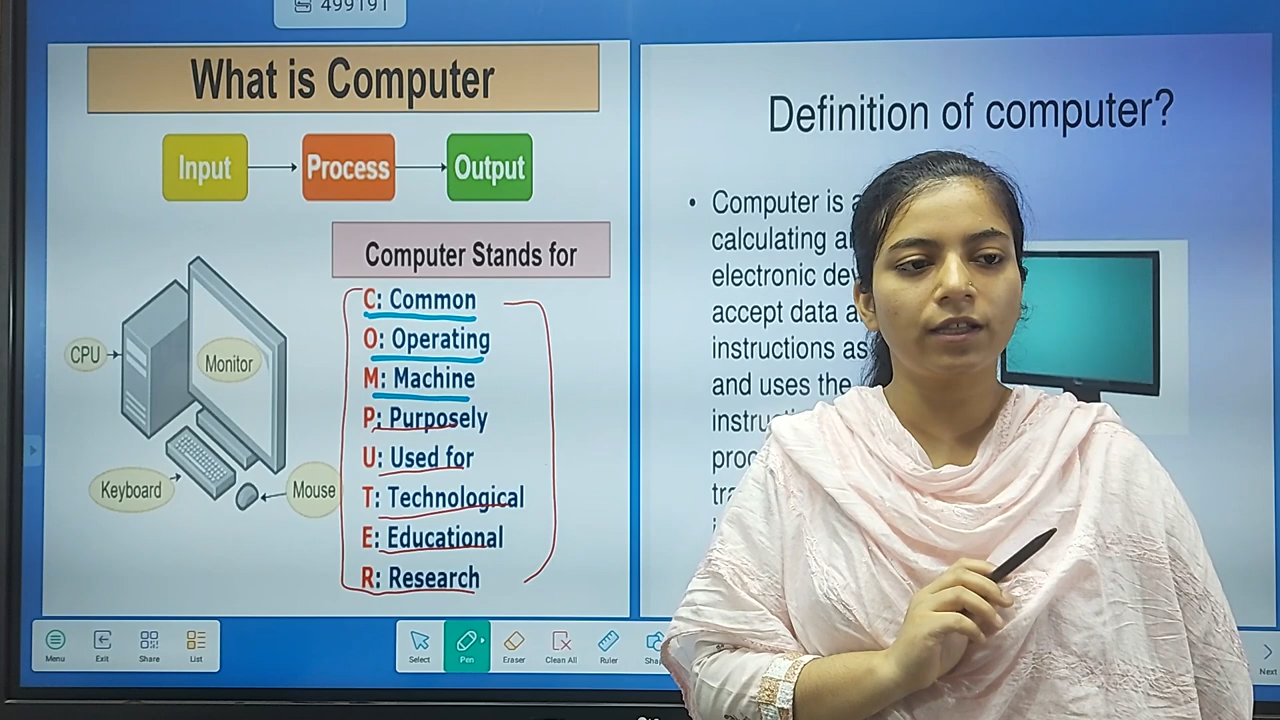 499191
What is Computer
Input
Process
Output
Computer Stands for
C: Common
O: Operating
M: Machine
P: Purposely
U: Used for
T: Technological
E: Educational
R: Research
CPU
Monitor
Keyboard
Mouse
Definition of computer?
• Computer is
calculating
electronic
accept data
instructions as
and uses the
Menu
Exit
Share
List
Select
Pen
Eraser
Clean All
Ruler
Next